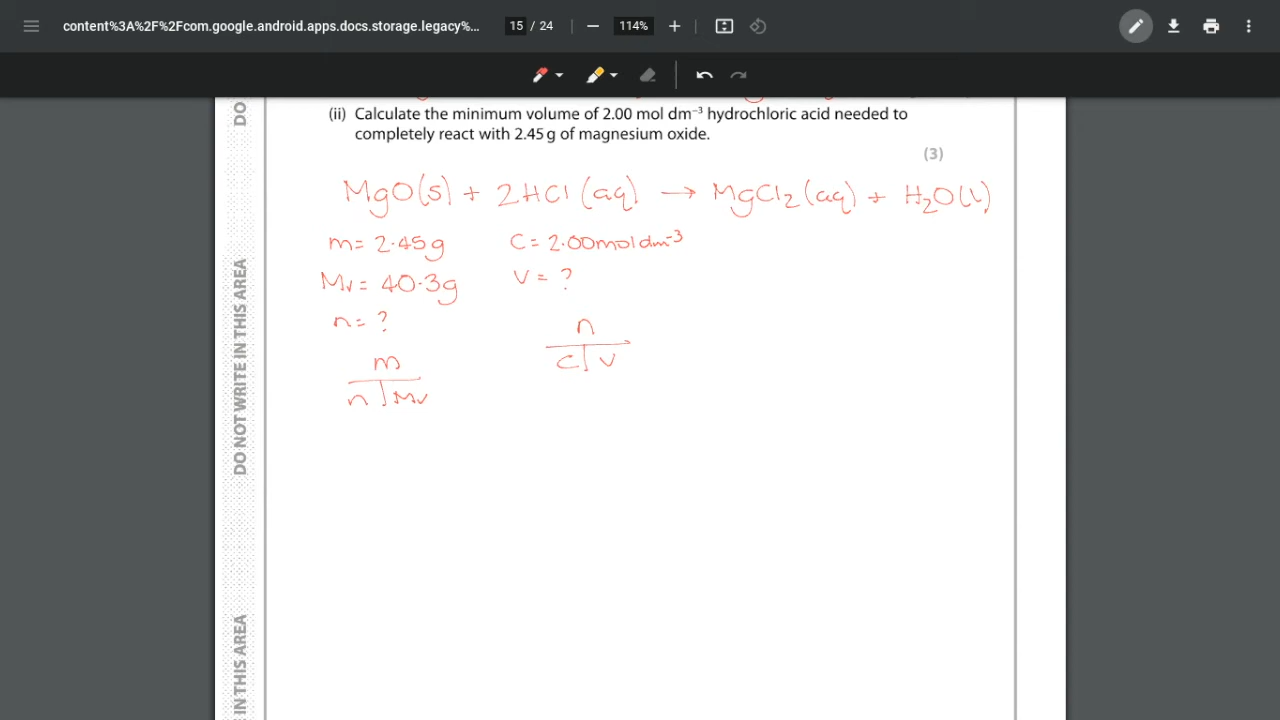 content%3A%2F%2Fcom.google.android.apps.docs.storage.legacy%...
15 / 24
114%
DO
(ii) Calculate the minimum volume of 2.00 mol dm⁻³ hydrochloric acid needed to
completely react with 2.45 g of magnesium oxide.
(3)
MgO(s) + 2HCl (aq) → MgCl₂(aq) + H₂O(l)
m= 2.45g
C = 2.00moldm⁻³
Mr = 40.3g
V = ?
n= ?
n
C V
m
n Mr
DO NOT WRITE IN THIS AREA
IN THIS AREA